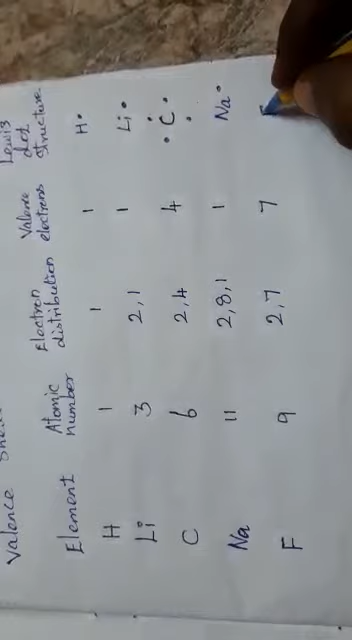 Valence
Element Atomic number Electron distribution Valence electrons Lewis dot structure
H 1 1 1 H
Li 3 2,1 1 Li
C 6 2,4 4 C
Na 11 2,8,1 1 Na
F 9 2,7 7